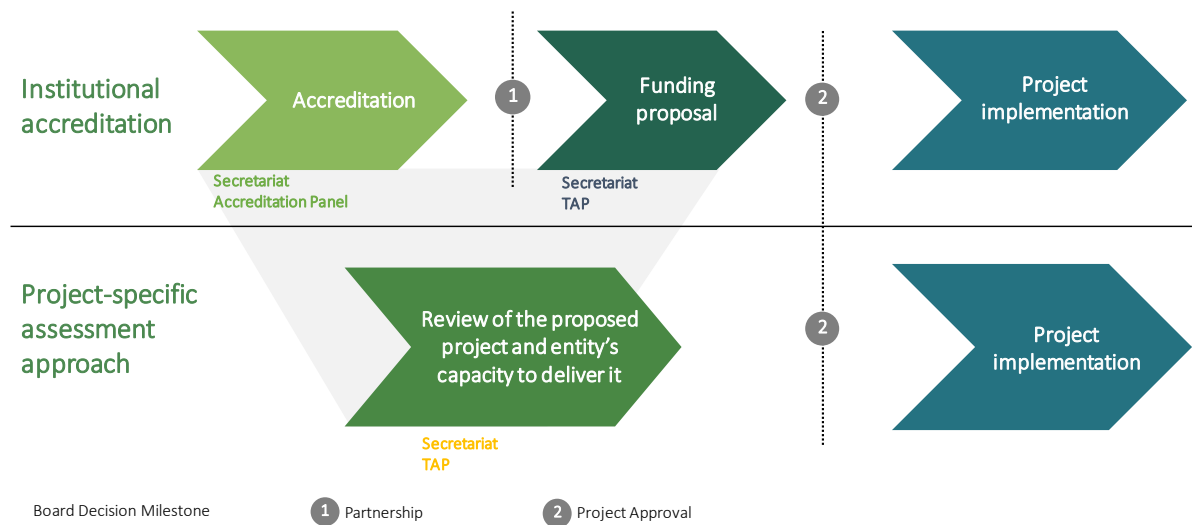 Institutional
accreditation
Accreditation
Secretariat
Accreditation Panel
1
Funding
proposal
Secretariat
TAP
2
Project
implementation
Project-specific
assessment
approach
Review of the proposed
project and entity’s
capacity to deliver it
Secretariat
TAP
2
Project
implementation
Board Decision Milestone
1 Partnership
2 Project Approval